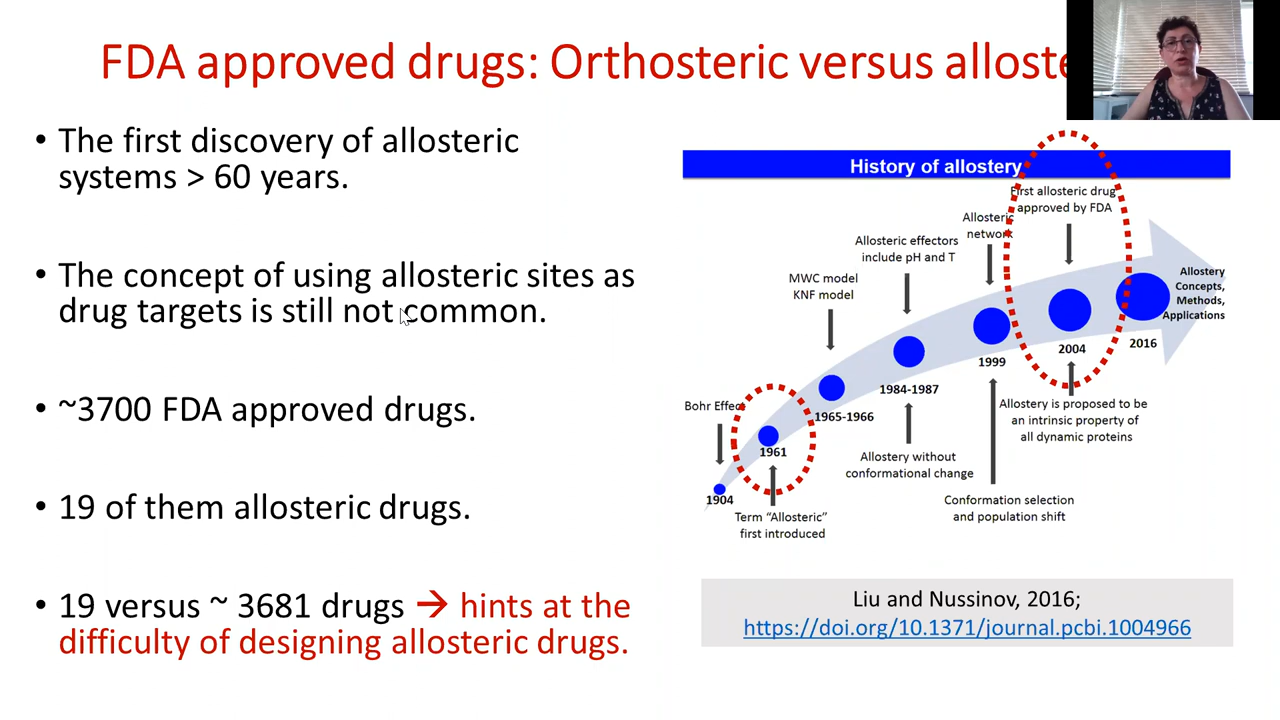 FDA approved drugs: Orthosteric versus alloste
• The first discovery of allosteric
systems > 60 years.
• The concept of using allosteric sites as
drug targets is still not common.
• ~3700 FDA approved drugs.
• 19 of them allosteric drugs.
• 19 versus ~ 3681 drugs → hints at the
difficulty of designing allosteric drugs.
History of allostery
First allosteric drug
approved by FDA
Allosteric
network
Allosteric effectors
include pH and T
MWC model
KNF model
Allostery
Concepts,
Methods,
Applications
2016
2004
1999
1984-1987
1965-1966
Bohr Effect
1961
1904
Allostery is proposed to be
an intrinsic property of
all dynamic proteins
Allostery without
conformational change
Conformation selection
and population shift
Term “Allosteric”
first introduced
Liu and Nussinov, 2016;
https://doi.org/10.1371/journal.pcbi.1004966